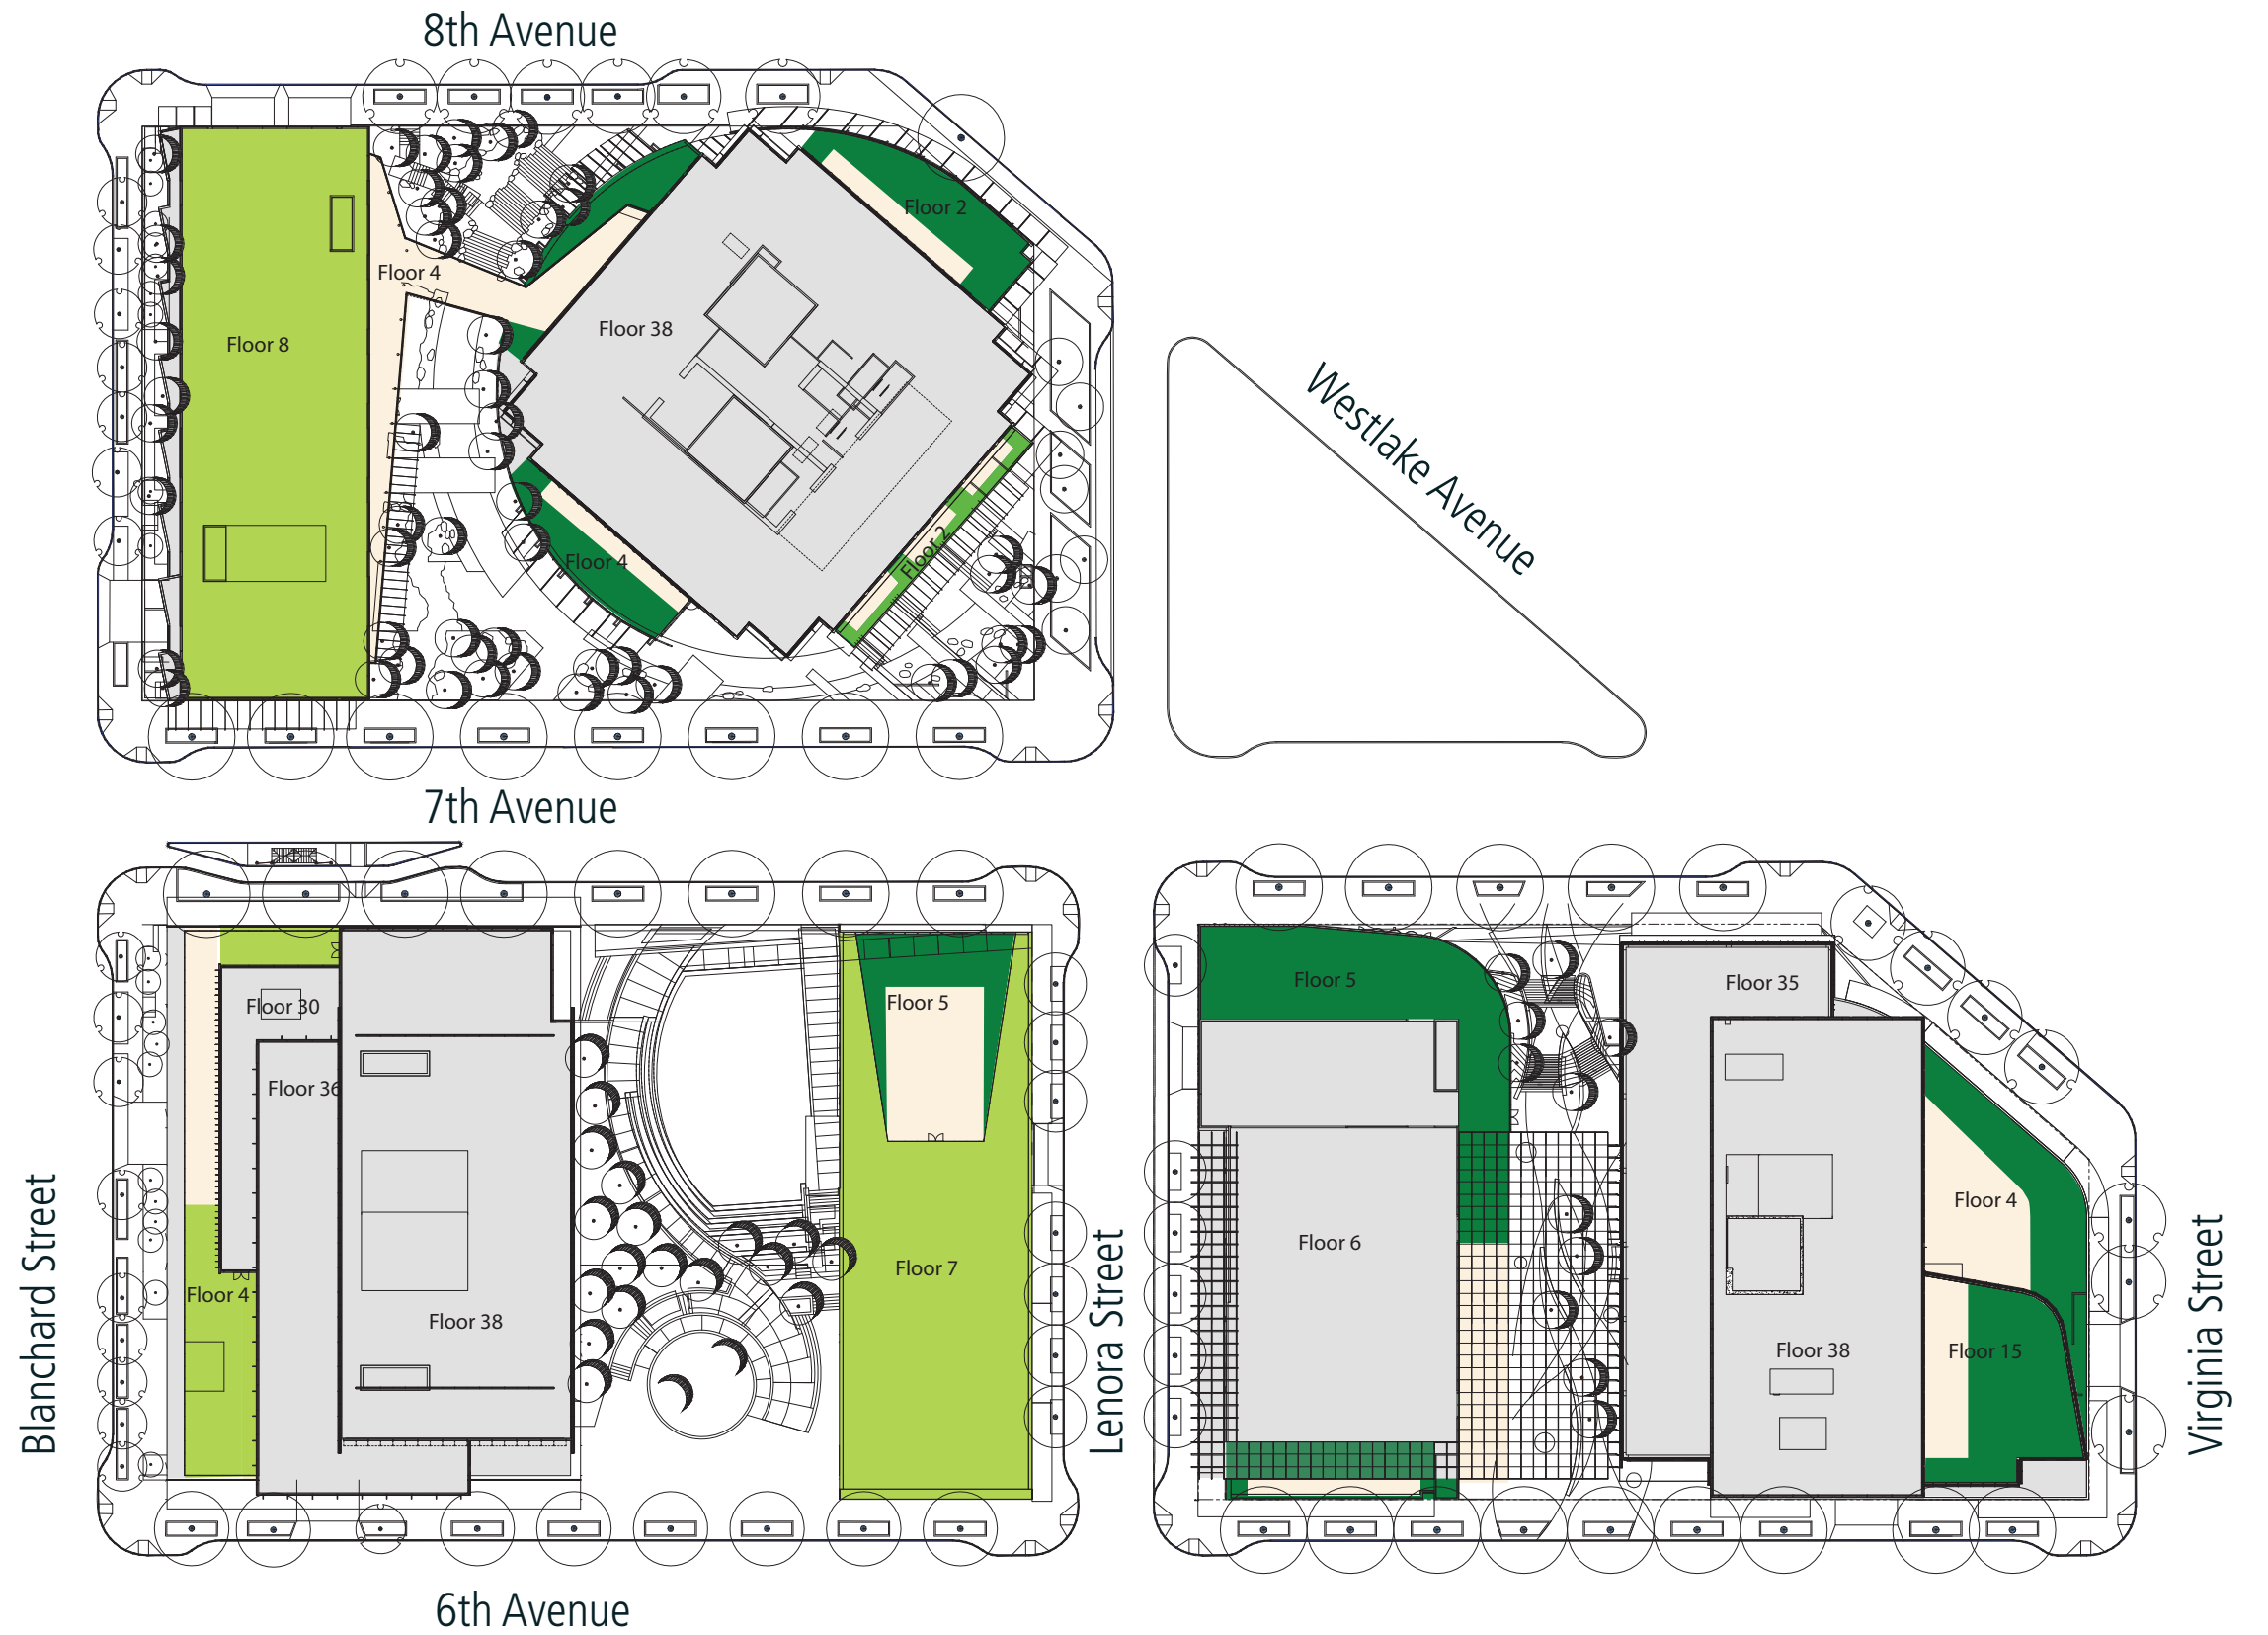 8th Avenue
Floor 2
Floor 4
Floor 38
Floor 8
Westlake Avenue
Floor 2
Floor 4
7th Avenue
Floor 30
Floor 5
Floor 5
Floor 35
Floor 36
Floor 4
Floor 6
Floor 7
Floor 4
Floor 38
Floor 38
Floor 15
Blanchard Street
Lenora Street
Virginia Street
6th Avenue